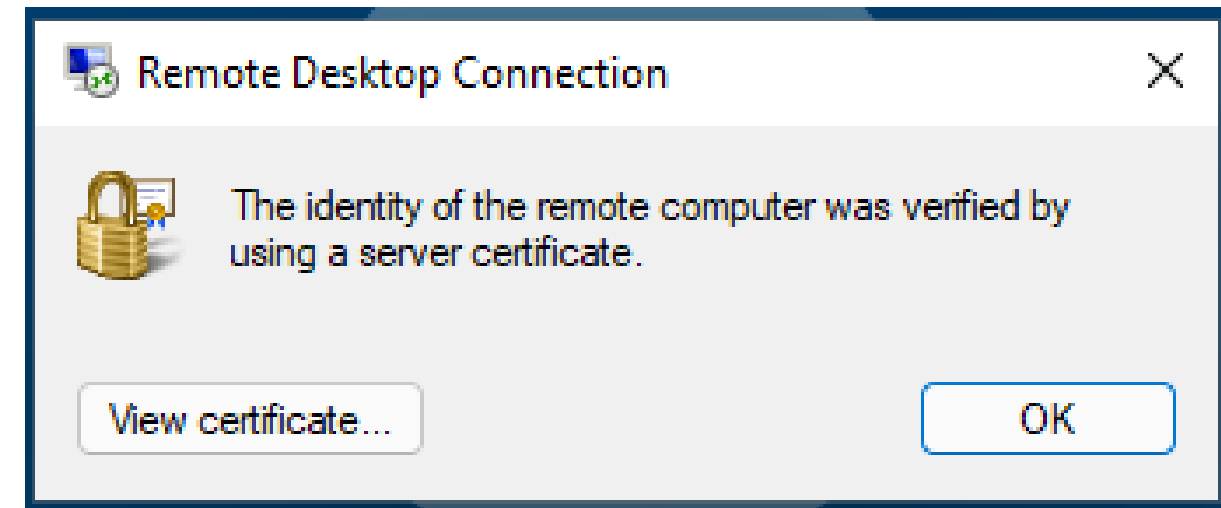 Remote Desktop Connection
The identity of the remote computer was verified by
using a server certificate.
View certificate...
OK